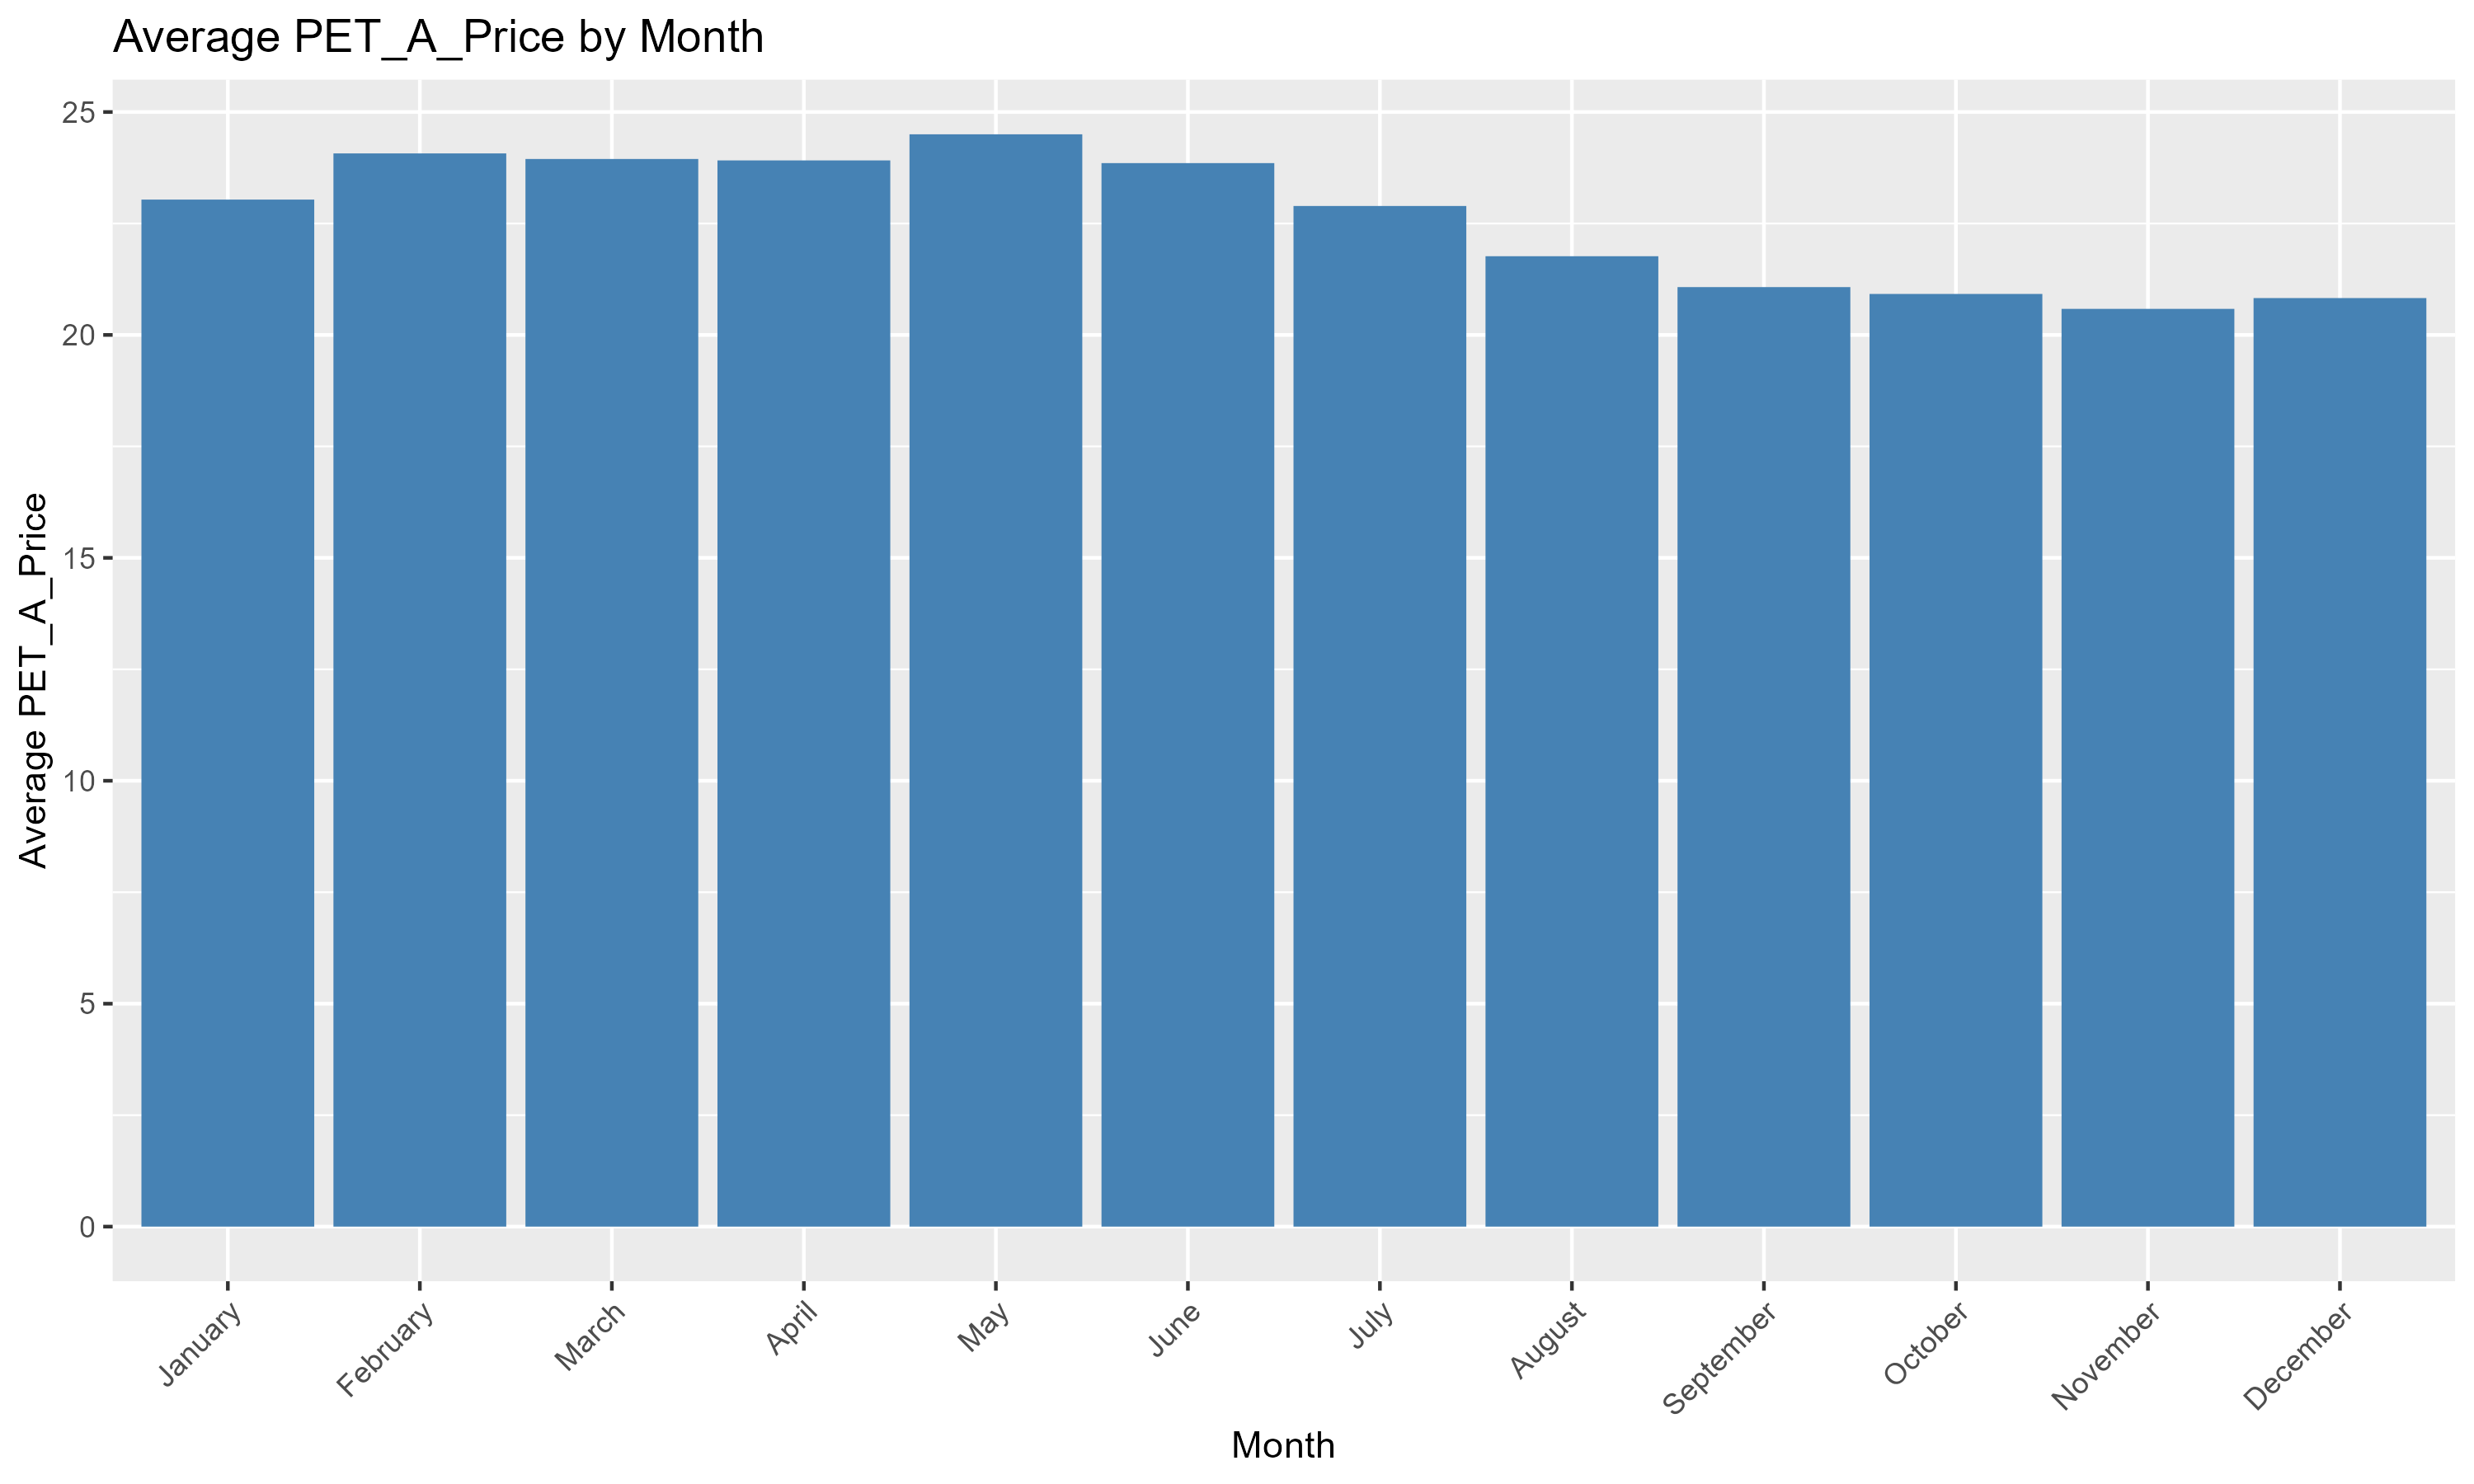 Average PET_A_Price by Month
Average PET_A_Price
25
20
15
10
5
0
January
February
March
April
May
June
July
August
September
October
November
December
Month